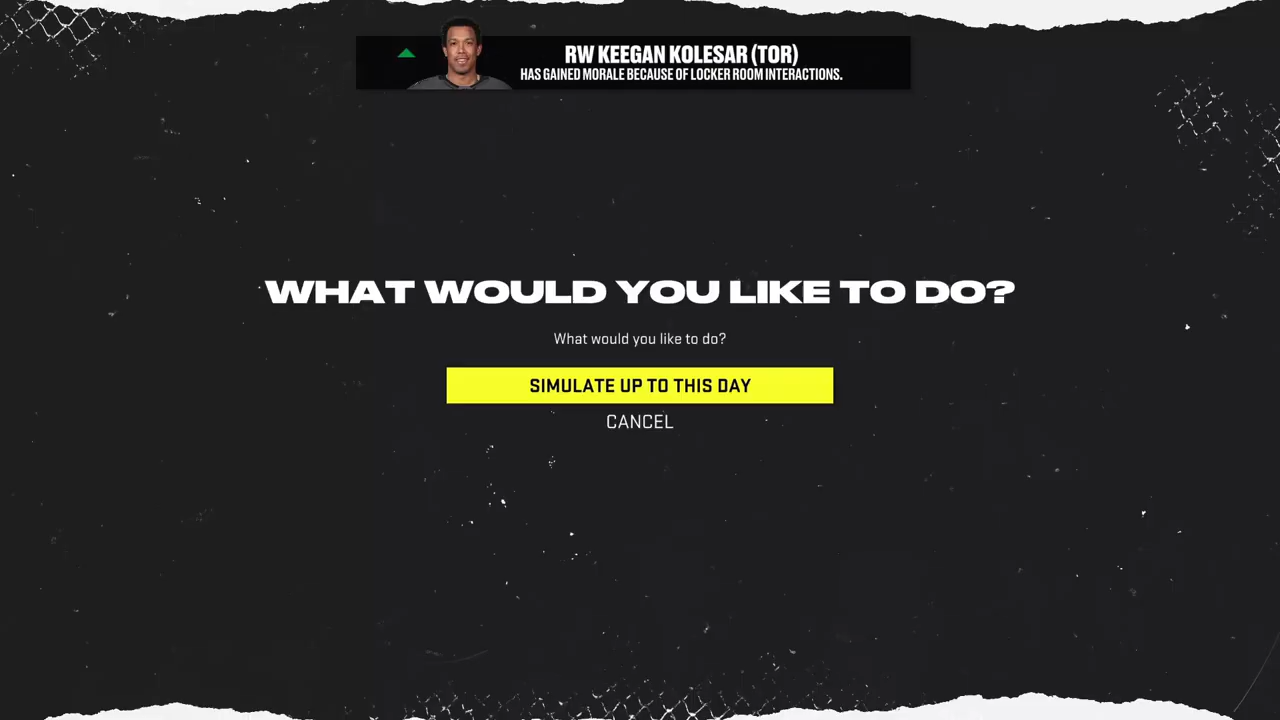 RW KEEGAN KOLESAR (TOR)
HAS GAINED MORALE BECAUSE OF LOCKER ROOM INTERACTIONS.
WHAT WOULD YOU LIKE TO DO?
What would you like to do?
SIMULATE UP TO THIS DAY
CANCEL